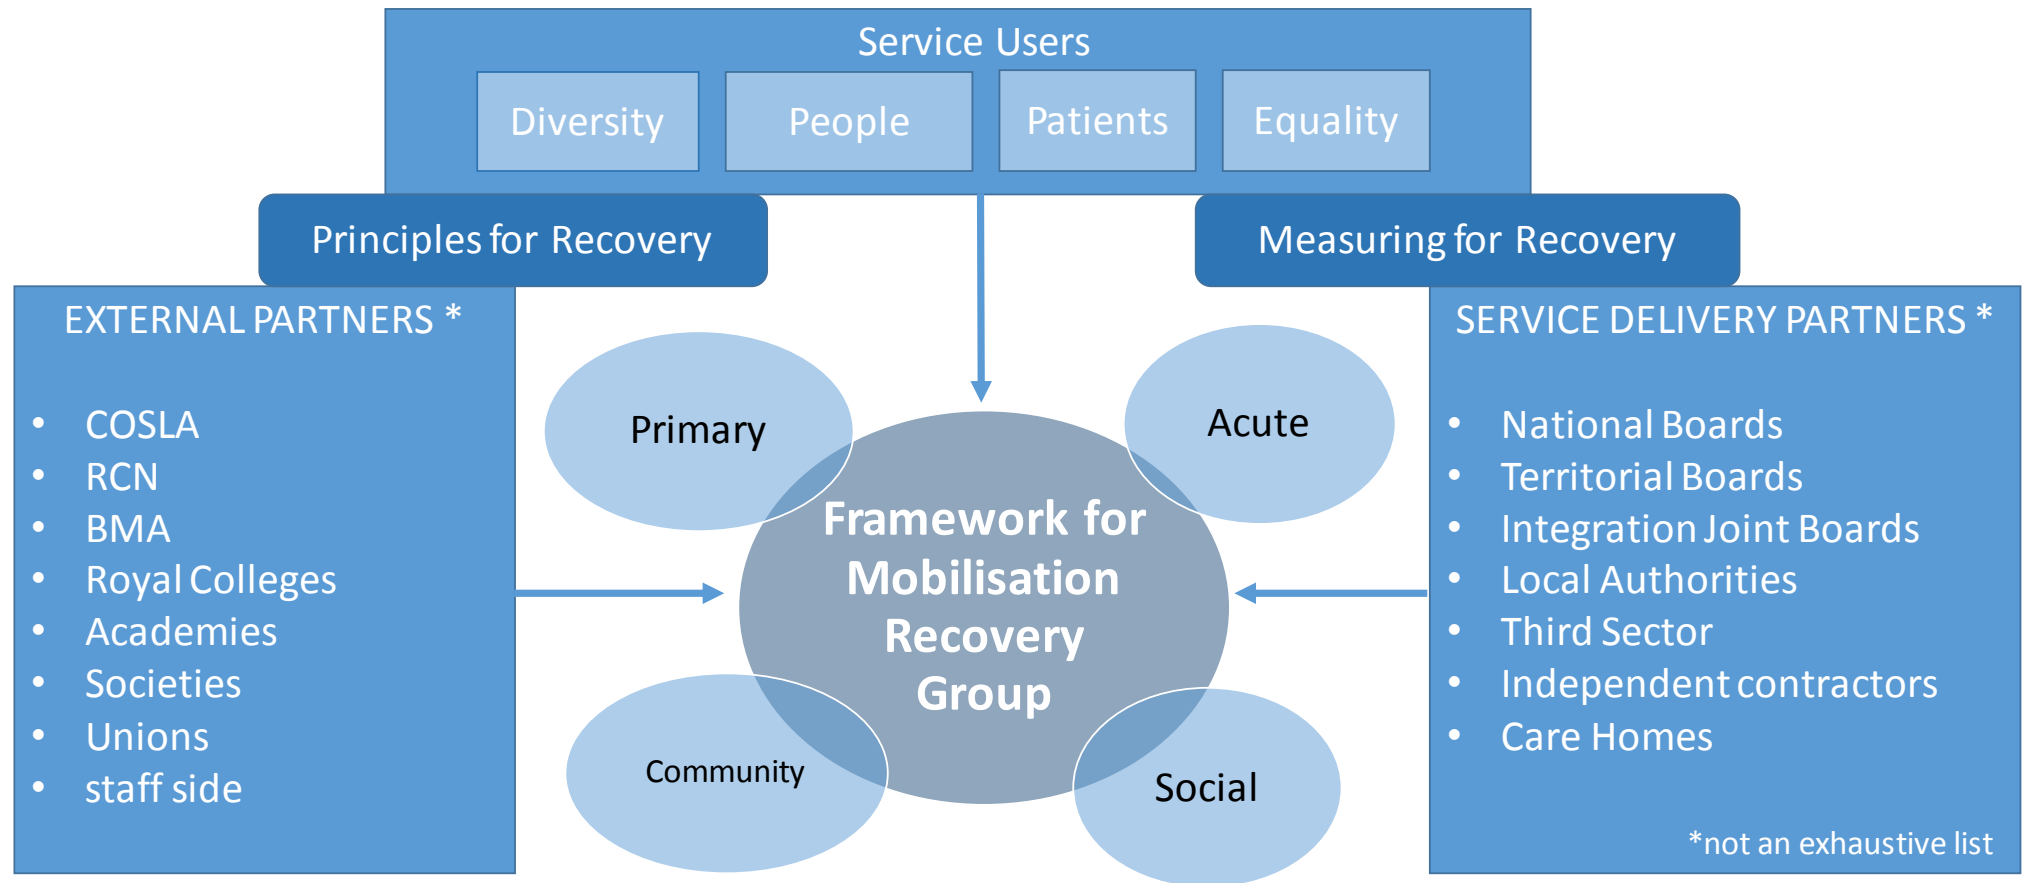 Service Users
Diversity
People
Patients
Equality
Principles for Recovery
Measuring for Recovery
EXTERNAL PARTNERS *
• COSLA
• RCN
• BMA
• Royal Colleges
• Academies
• Societies
• Unions
• staff side
Primary
Acute
Framework for
Mobilisation
Recovery
Group
Community
Social
SERVICE DELIVERY PARTNERS *
• National Boards
• Territorial Boards
• Integration Joint Boards
• Local Authorities
• Third Sector
• Independent contractors
• Care Homes
*not an exhaustive list